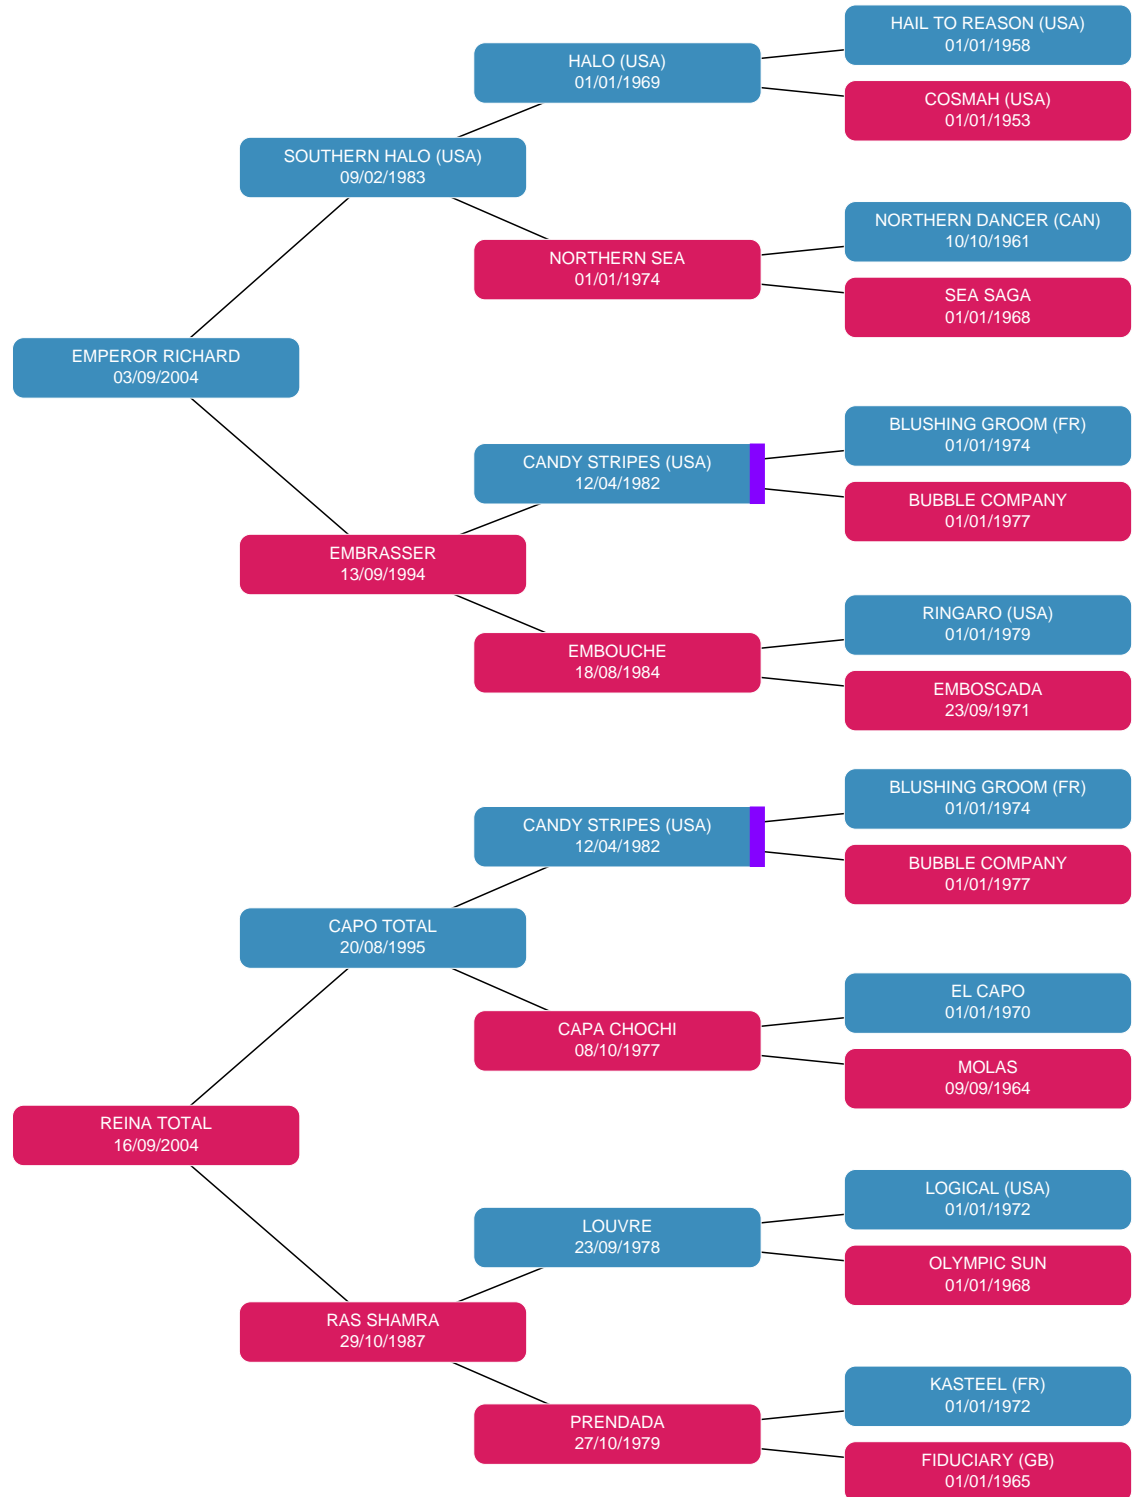 HAIL TO REASON (USA)
01/01/1958
HALO (USA)
01/01/1969
COSMAH (USA)
01/01/1953
SOUTHERN HALO (USA)
09/02/1983
NORTHERN DANCER (CAN)
10/10/1961
NORTHERN SEA
01/01/1974
SEA SAGA
01/01/1968
EMPEROR RICHARD
03/09/2004
BLUSHING GROOM (FR)
01/01/1974
CANDY STRIPES (USA)
12/04/1982
BUBBLE COMPANY
01/01/1977
EMBRASSER
13/09/1994
RINGARO (USA)
01/01/1979
EMBOUCHE
18/08/1984
EMBOSCADA
23/09/1971
BLUSHING GROOM (FR)
01/01/1974
CANDY STRIPES (USA)
12/04/1982
BUBBLE COMPANY
01/01/1977
CAPO TOTAL
20/08/1995
EL CAPO
01/01/1970
CAPA CHOCHI
08/10/1977
MOLAS
09/09/1964
REINA TOTAL
16/09/2004
LOGICAL (USA)
01/01/1972
LOUVRE
23/09/1978
OLYMPIC SUN
01/01/1968
RAS SHAMRA
29/10/1987
KASTEEL (FR)
01/01/1972
PRENDADA
27/10/1979
FIDUCIARY (GB)
01/01/1965